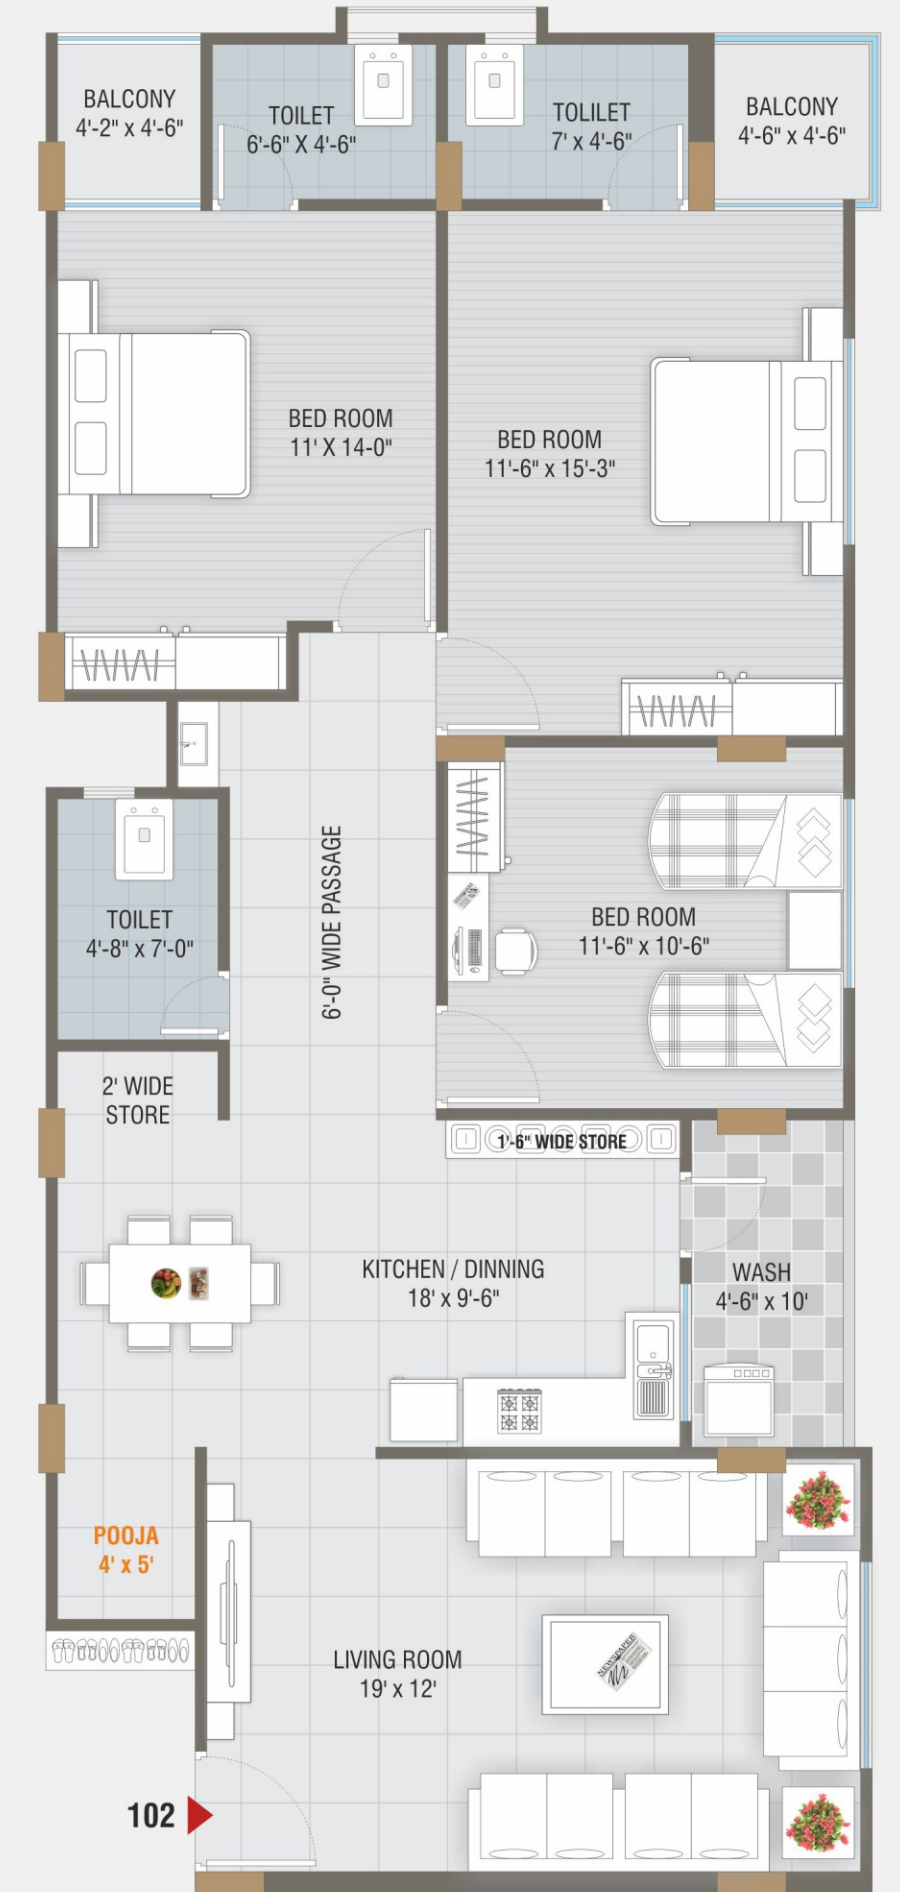 BALCONY
4'-2" x 4'-6"
TOILET
6'-6" X 4'-6"
TOLILET
7' x 4'-6"
BALCONY
4'-6" x 4'-6"
BED ROOM
11' X 14-0"
BED ROOM
11'-6" x 15'-3"
6'-0" WIDE PASSAGE
TOILET
4'-8" x 7'-0"
BED ROOM
11'-6" x 10'-6"
2' WIDE
STORE
1'-6" WIDE STORE
KITCHEN / DINNING
18' x 9'-6"
WASH
4'-6" x 10'
POOJA
4' x 5'
LIVING ROOM
19' x 12'
NEWSPAPER
102